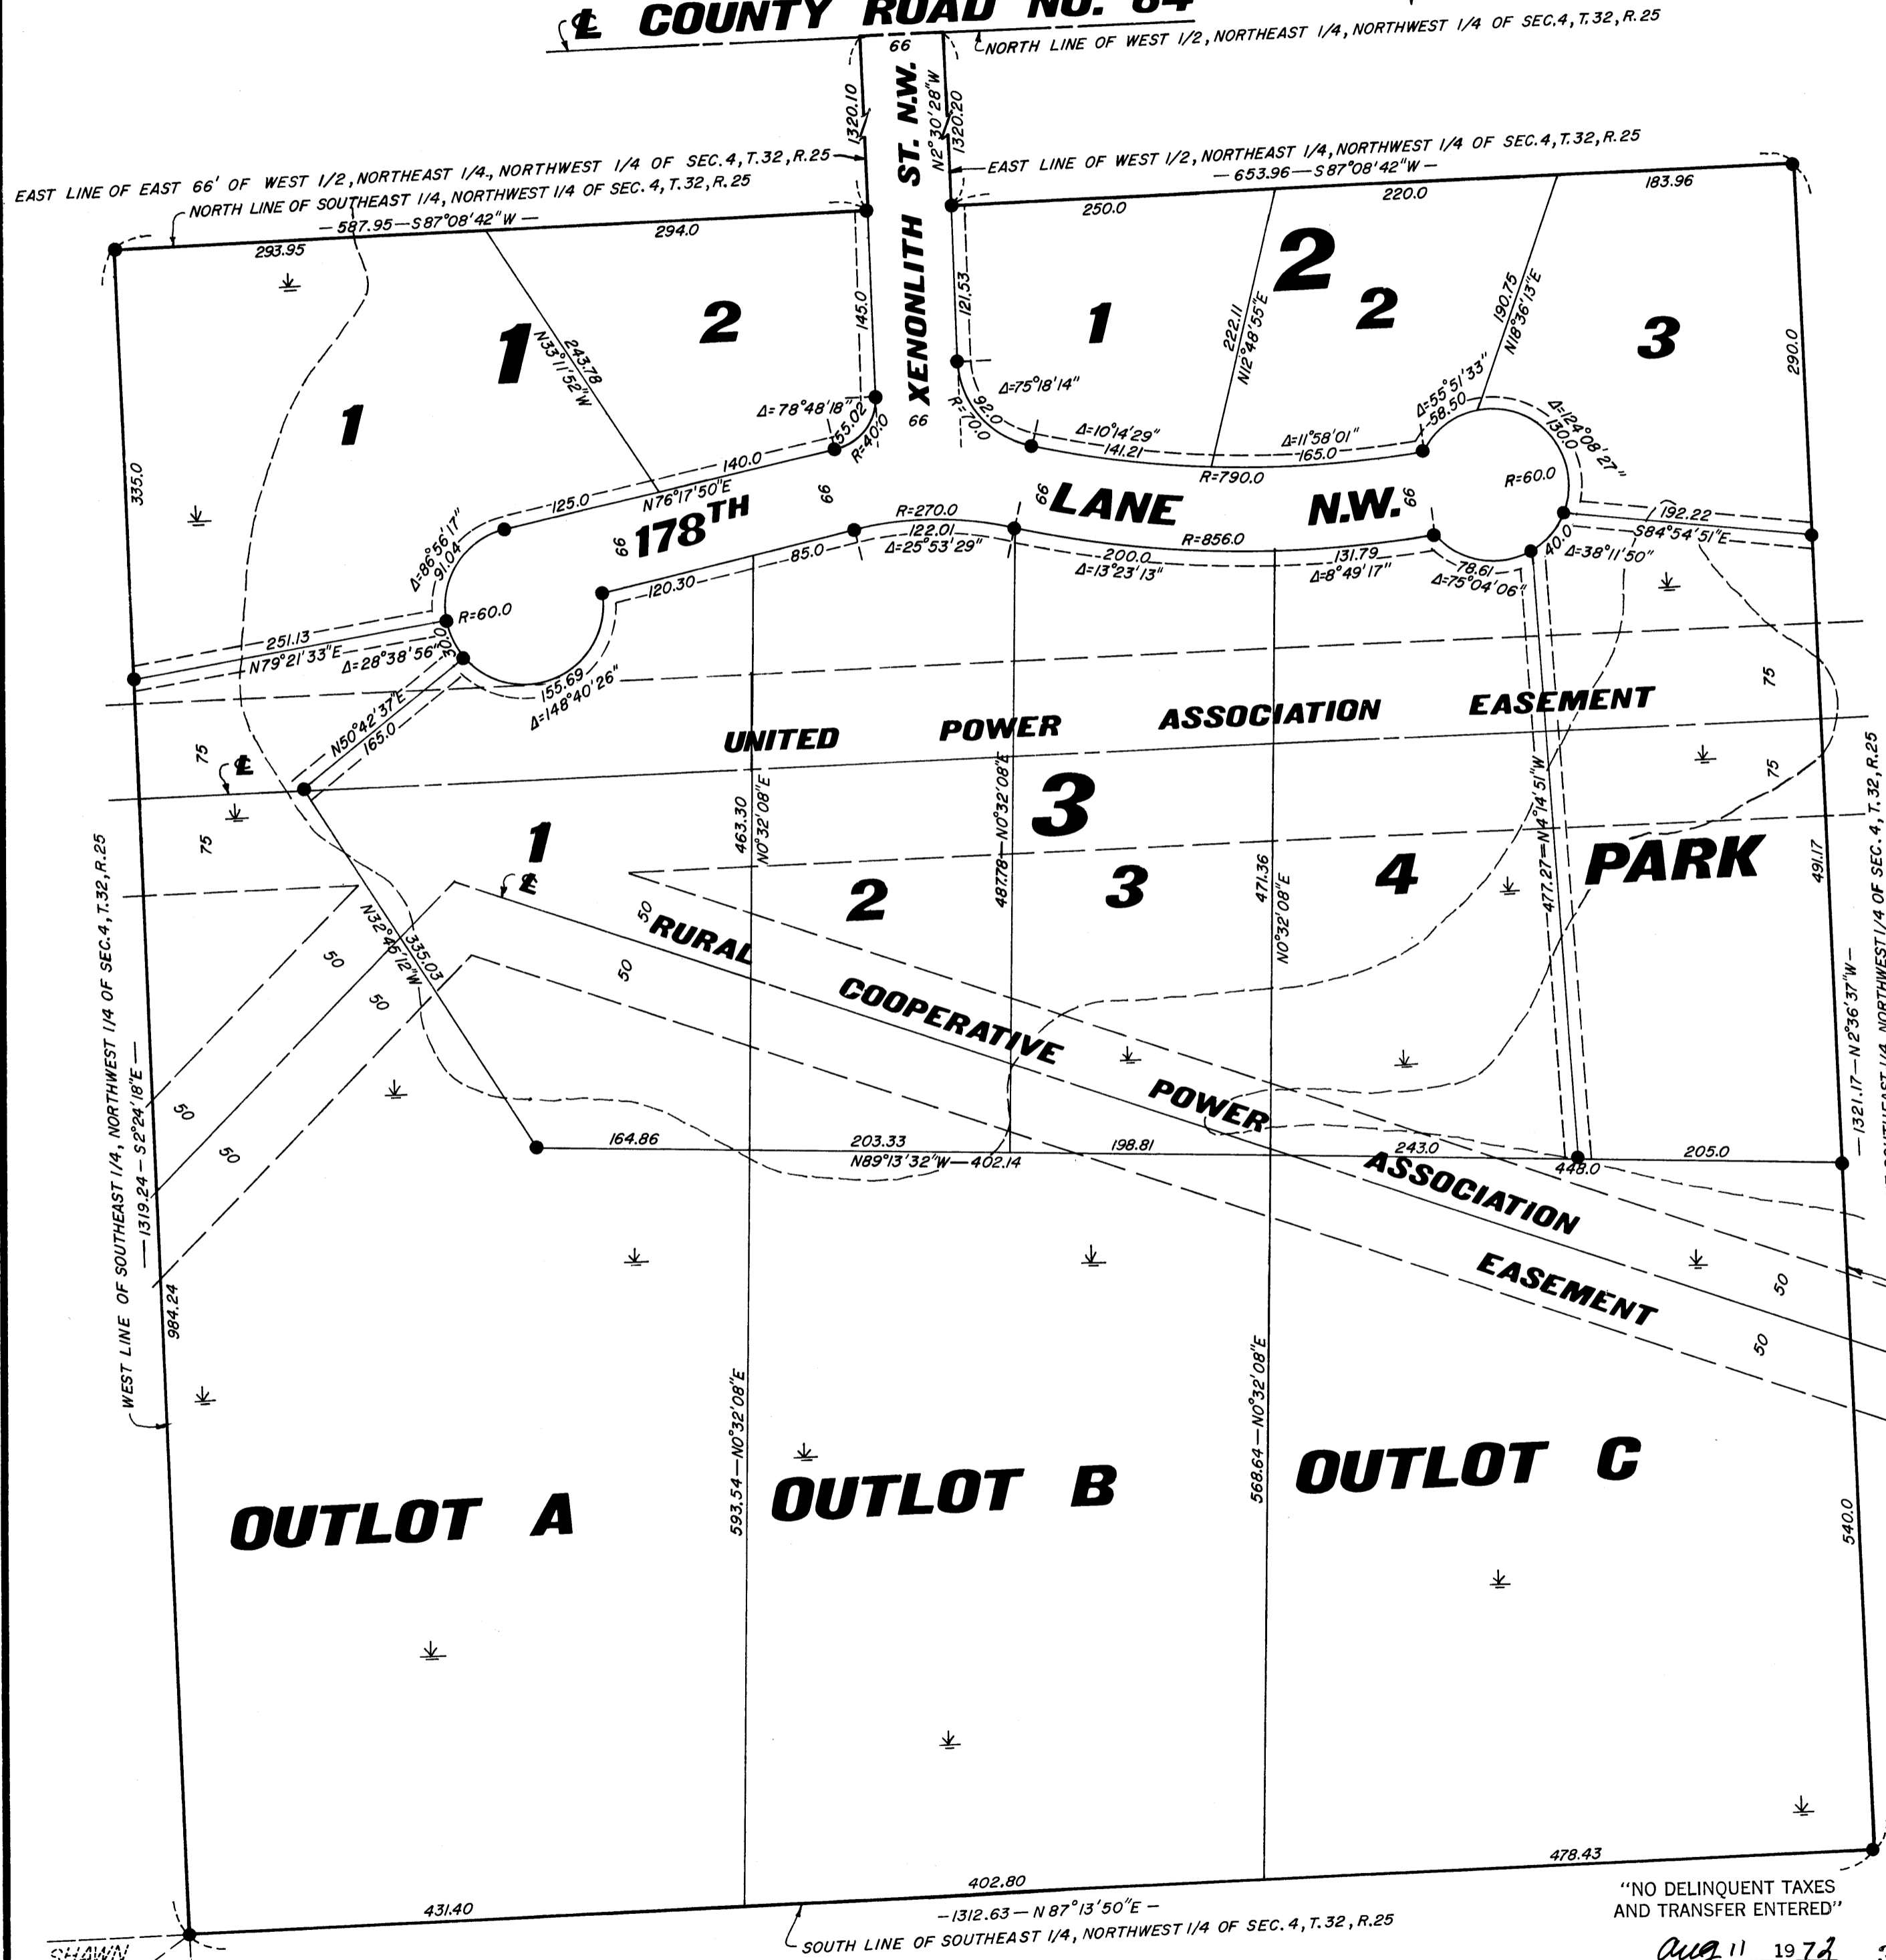 ℄ COUNTY ROAD NO. 64
66
NORTH LINE OF WEST 1/2, NORTHEAST 1/4, NORTHWEST 1/4 OF SEC.4, T.32, R.25
1320.10
XENONLITH ST. N.W.
N2°30'28"W
1320.20
EAST LINE OF EAST 66' OF WEST 1/2, NORTHEAST 1/4., NORTHWEST 1/4 OF SEC.4, T.32, R.25
EAST LINE OF WEST 1/2, NORTHEAST 1/4, NORTHWEST 1/4 OF SEC.4, T.32, R.25
NORTH LINE OF SOUTHEAST 1/4, NORTHWEST 1/4 OF SEC.4, T.32, R.25
— 587.95—S87°08'42"W —
— 653.96—S87°08'42"W —
293.95
294.0
250.0
220.0
183.96
1
1
2
N33°11'52"W
243.78
145.0
121.53
1
2
2
3
222.11
N12°48'55"E
190.75
N18°36'13"E
290.0
335.0
Δ=78°48'18"
55.02
R=40.0
66
Δ=75°18'14"
92.0
R=70.0
Δ=10°14'29"
141.21
Δ=11°58'01"
165.0
R=790.0
Δ=55°51'33"
58.50
Δ=124°08'27"
130.0
R=60.0
140.0
125.0
N76°17'50"E
66
178TH
66
66
LANE
N.W.
66
Δ=86°56'17"
91.04
R=60.0
R=270.0
122.01
Δ=25°53'29"
85.0
120.30
R=856.0
200.0
Δ=13°23'13"
131.79
Δ=8°49'17"
78.61
Δ=75°04'06"
40.0
Δ=38°11'50"
192.22
S84°54'51"E
251.13
N79°21'33"E
Δ=28°38'56"
30.0
155.69
Δ=148°40'26"
N50°42'37"E
165.0
75
℄
75
75
75
UNITED POWER ASSOCIATION EASEMENT
3
1
2
3
4
PARK
463.30
N0°32'08"E
487.78—N0°32'08"E
471.36
N0°32'08"E
477.27=N4°14'51"W
491.17
℄
N32°46'12"W
335.03
50
50
50
50
50
50
RURAL COOPERATIVE POWER ASSOCIATION EASEMENT
50
50
164.86
203.33
198.81
243.0
205.0
N89°13'32"W—402.14
448.0
WEST LINE OF SOUTHEAST 1/4, NORTHWEST 1/4 OF SEC.4, T.32, R.25
— 1319.24 — S2°24'18"E —
984.24
— 1321.17—N2°36'37"W —
SOUTHEAST 1/4, NORTHWEST 1/4 OF SEC.4, T.32, R.25
593.54—N0°32'08"E
568.64—N0°32'08"E
540.0
OUTLOT A
OUTLOT B
OUTLOT C
431.40
402.80
478.43
—1312.63— N 87°13'50"E —
SOUTH LINE OF SOUTHEAST 1/4, NORTHWEST 1/4 OF SEC.4, T.32, R.25
SHAWN
"NO DELINQUENT TAXES
AND TRANSFER ENTERED"
Aug 11 1972